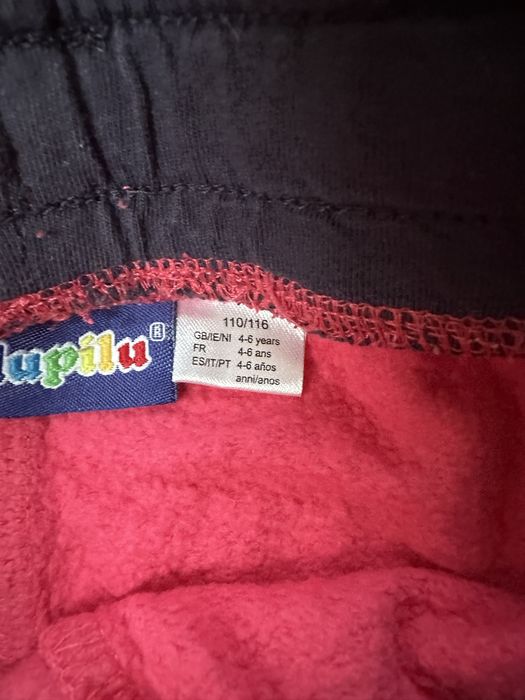 lupilu®
110/116
GB/IE/NI 4-6 years
FR 4-6 ans
ES/IT/PT 4-6 años
anni/anos